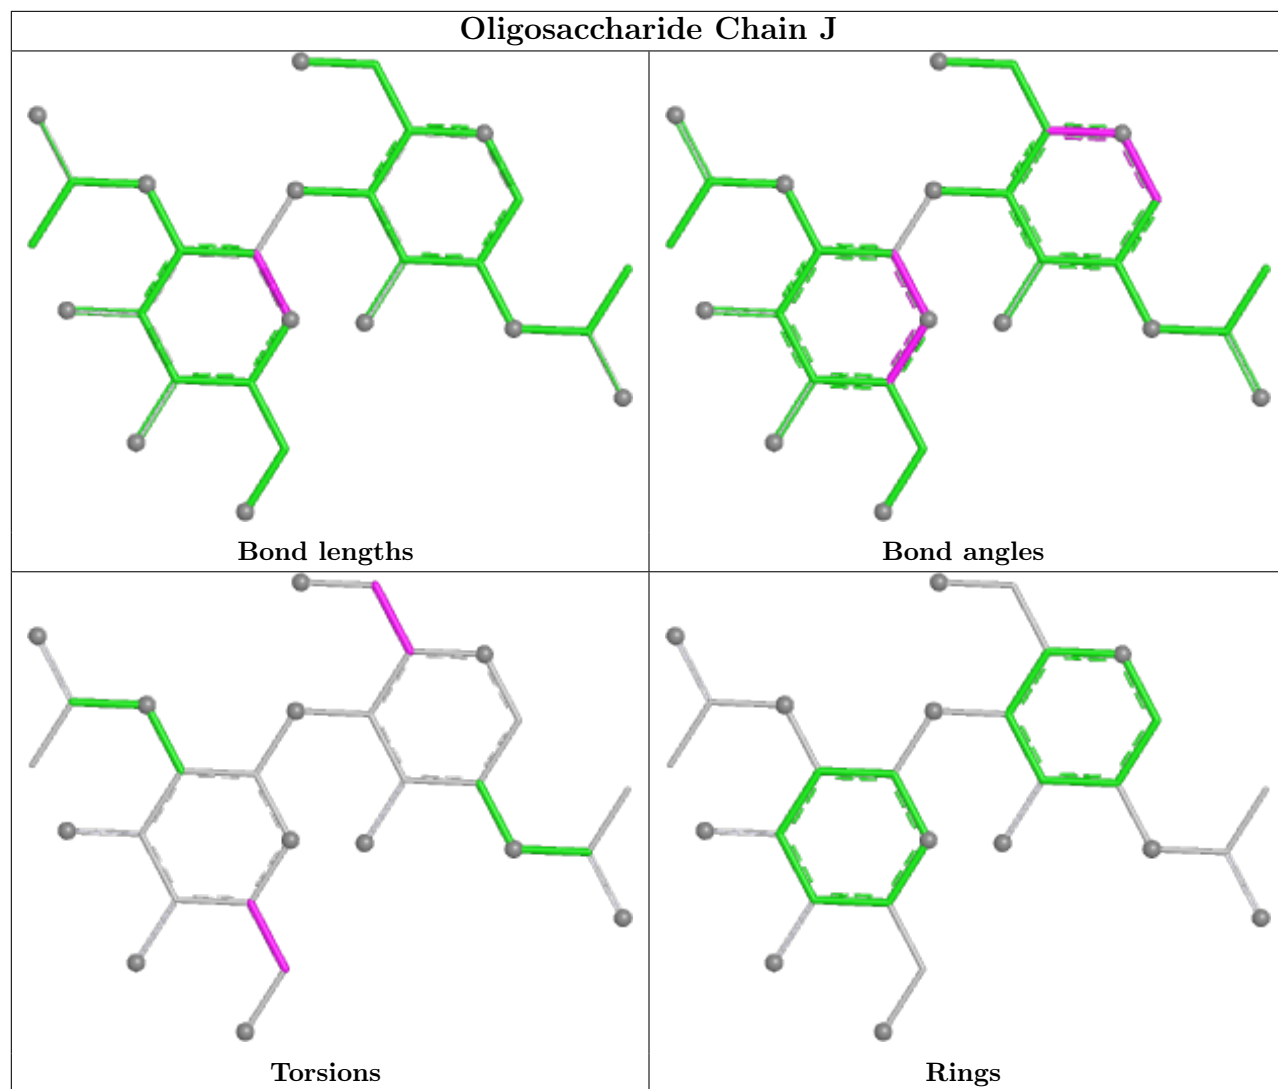 Oligosaccharide Chain J
Bond lengths
Bond angles
Torsions
Rings